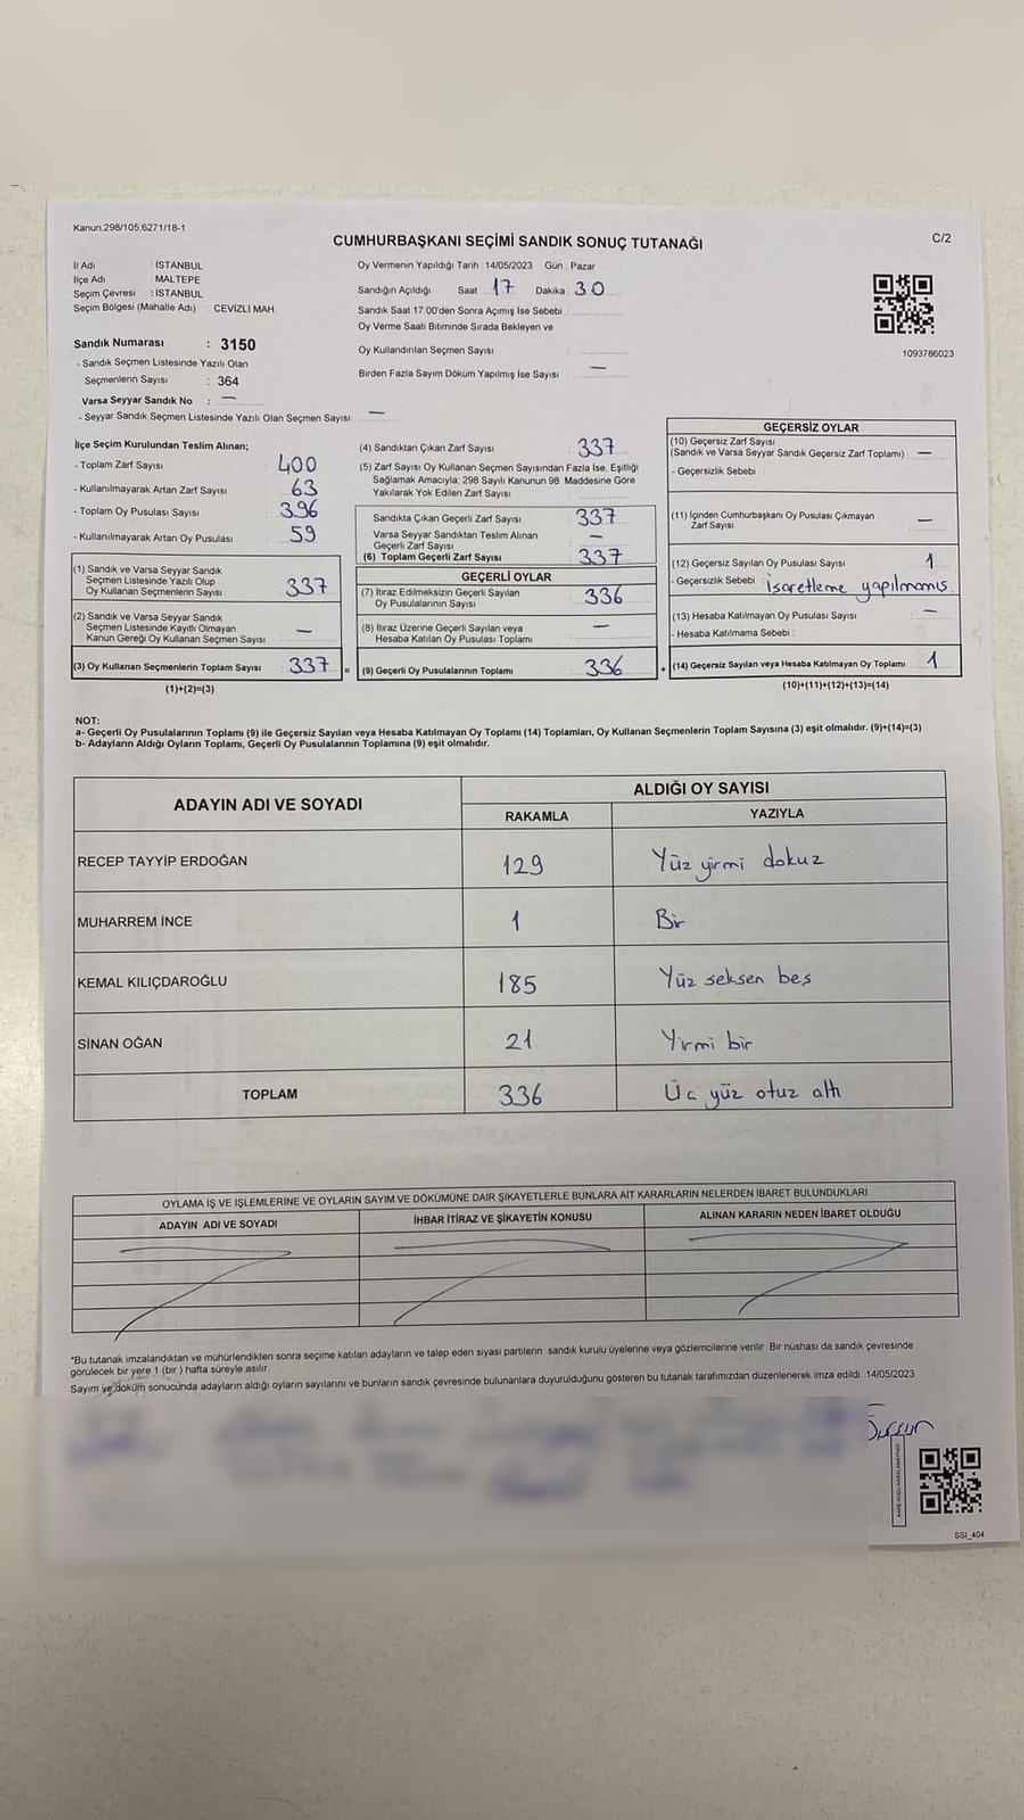 Kanun.298/105,6271/18-1
CUMHURBAŞKANI SEÇİMİ SANDIK SONUÇ TUTANAĞI
C/2
İl Adı İSTANBUL
İlçe Adı MALTEPE
Seçim Çevresi : İSTANBUL
Seçim Bölgesi (Mahalle Adı) CEVİZLİ MAH.
Oy Vermenin Yapıldığı Tarih 14/05/2023 Gün : Pazar
Sandığın Açıldığı Saat 17 Dakika 30
Sandık Saat 17.00'den Sonra Açılmış İse Sebebi
Oy Verme Saati Bitiminde Sırada Bekleyen ve
Oy Kullandırılan Seçmen Sayısı
Birden Fazla Sayım Döküm Yapılmış İse Sayısı —
1093786023
Sandık Numarası : 3150
- Sandık Seçmen Listesinde Yazılı Olan
Seçmenlerin Sayısı : 364
Varsa Seyyar Sandık No : —
- Seyyar Sandık Seçmen Listesinde Yazılı Olan Seçmen Sayısı —
İlçe Seçim Kurulundan Teslim Alınan;
- Toplam Zarf Sayısı 400
- Kullanılmayarak Artan Zarf Sayısı 63
- Toplam Oy Pusulası Sayısı 396
- Kullanılmayarak Artan Oy Pusulası 59
(1) Sandık ve Varsa Seyyar Sandık
Seçmen Listesinde Yazılı Olup
Oy Kullanan Seçmenlerin Sayısı 337
(2) Sandık ve Varsa Seyyar Sandık
Seçmen Listesinde Kayıtlı Olmayan
Kanun Gereği Oy Kullanan Seçmen Sayısı —
(3) Oy Kullanan Seçmenlerin Toplam Sayısı 337 =
(1)+(2)=(3)
(4) Sandıktan Çıkan Zarf Sayısı 337
(5) Zarf Sayısı Oy Kullanan Seçmen Sayısından Fazla İse, Eşitliği
Sağlamak Amacıyla; 298 Sayılı Kanunun 98. Maddesine Göre
Yakılarak Yok Edilen Zarf Sayısı
Sandıkta Çıkan Geçerli Zarf Sayısı 337
Varsa Seyyar Sandıktan Teslim Alınan
Geçerli Zarf Sayısı —
(6) Toplam Geçerli Zarf Sayısı 337
GEÇERLİ OYLAR
(7) İtiraz Edilmeksizin Geçerli Sayılan
Oy Pusulalarının Sayısı 336
(8) İtiraz Üzerine Geçerli Sayılan veya
Hesaba Katılan Oy Pusulası Toplamı —
(9) Geçerli Oy Pusulalarının Toplamı 336 +
GEÇERSİZ OYLAR
(10) Geçersiz Zarf Sayısı
(Sandık ve Varsa Seyyar Sandık Geçersiz Zarf Toplamı) —
- Geçersizlik Sebebi
(11) İçinden Cumhurbaşkanı Oy Pusulası Çıkmayan
Zarf Sayısı —
(12) Geçersiz Sayılan Oy Pusulası Sayısı 1
- Geçersizlik Sebebi İsaretleme yapılmamıs
(13) Hesaba Katılmayan Oy Pusulası Sayısı —
- Hesaba Katılmama Sebebi :
(14) Geçersiz Sayılan veya Hesaba Katılmayan Oy Toplamı 1
(10)+(11)+(12)+(13)=(14)
NOT:
a- Geçerli Oy Pusulalarının Toplamı (9) ile Geçersiz Sayılan veya Hesaba Katılmayan Oy Toplamı (14) Toplamları, Oy Kullanan Seçmenlerin Toplam Sayısına (3) eşit olmalıdır. (9)+(14)=(3)
b- Adayların Aldığı Oyların Toplamı, Geçerli Oy Pusulalarının Toplamına (9) eşit olmalıdır.
ADAYIN ADI VE SOYADI
ALDIĞI OY SAYISI
RAKAMLA YAZIYLA
RECEP TAYYİP ERDOĞAN 129 Yüz yirmi dokuz
MUHARREM İNCE 1 Bir
KEMAL KILIÇDAROĞLU 185 Yüz seksen beş
SİNAN OĞAN 21 Yirmi bir
TOPLAM 336 Üc yüz otuz altı
OYLAMA İŞ VE İŞLEMLERİNE VE OYLARIN SAYIM VE DÖKÜMÜNE DAİR ŞİKAYETLERLE BUNLARA AİT KARARLARIN NELERDEN İBARET BULUNDUKLARI
ADAYIN ADI VE SOYADI İHBAR İTİRAZ VE ŞİKAYETİN KONUSU ALINAN KARARIN NEDEN İBARET OLDUĞU
*Bu tutanak imzalandıktan ve mühürlendikten sonra seçime katılan adayların ve talep eden siyasi partilerin sandık kurulu üyelerine veya gözlemcilerine verilir. Bir nüshası da sandık çevresinde
görülecek bir yere 1 (bir ) hafta süreyle asılır.
Sayım ve döküm sonucunda adayların aldığı oyların sayılarını ve bunların sandık çevresinde bulunanlara duyurulduğunu gösteren bu tutanak tarafımızdan düzenlenerek imza edildi. 14/05/2023
SSI_404